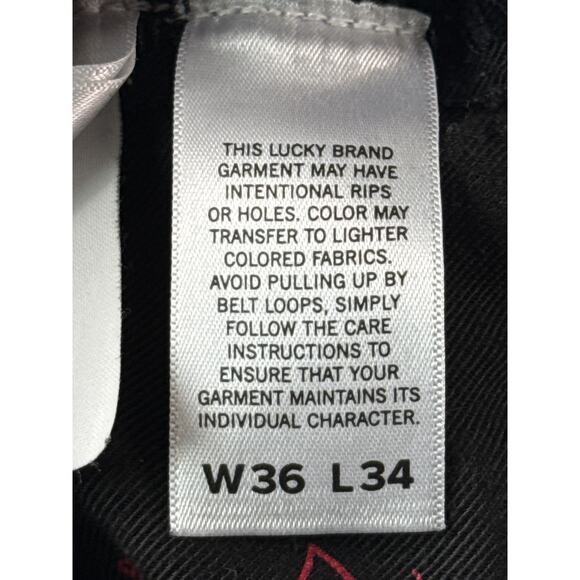 THIS LUCKY BRAND
GARMENT MAY HAVE
INTENTIONAL RIPS
OR HOLES. COLOR MAY
TRANSFER TO LIGHTER
COLORED FABRICS.
AVOID PULLING UP BY
BELT LOOPS, SIMPLY
FOLLOW THE CARE
INSTRUCTIONS TO
ENSURE THAT YOUR
GARMENT MAINTAINS ITS
INDIVIDUAL CHARACTER.
W36 L34